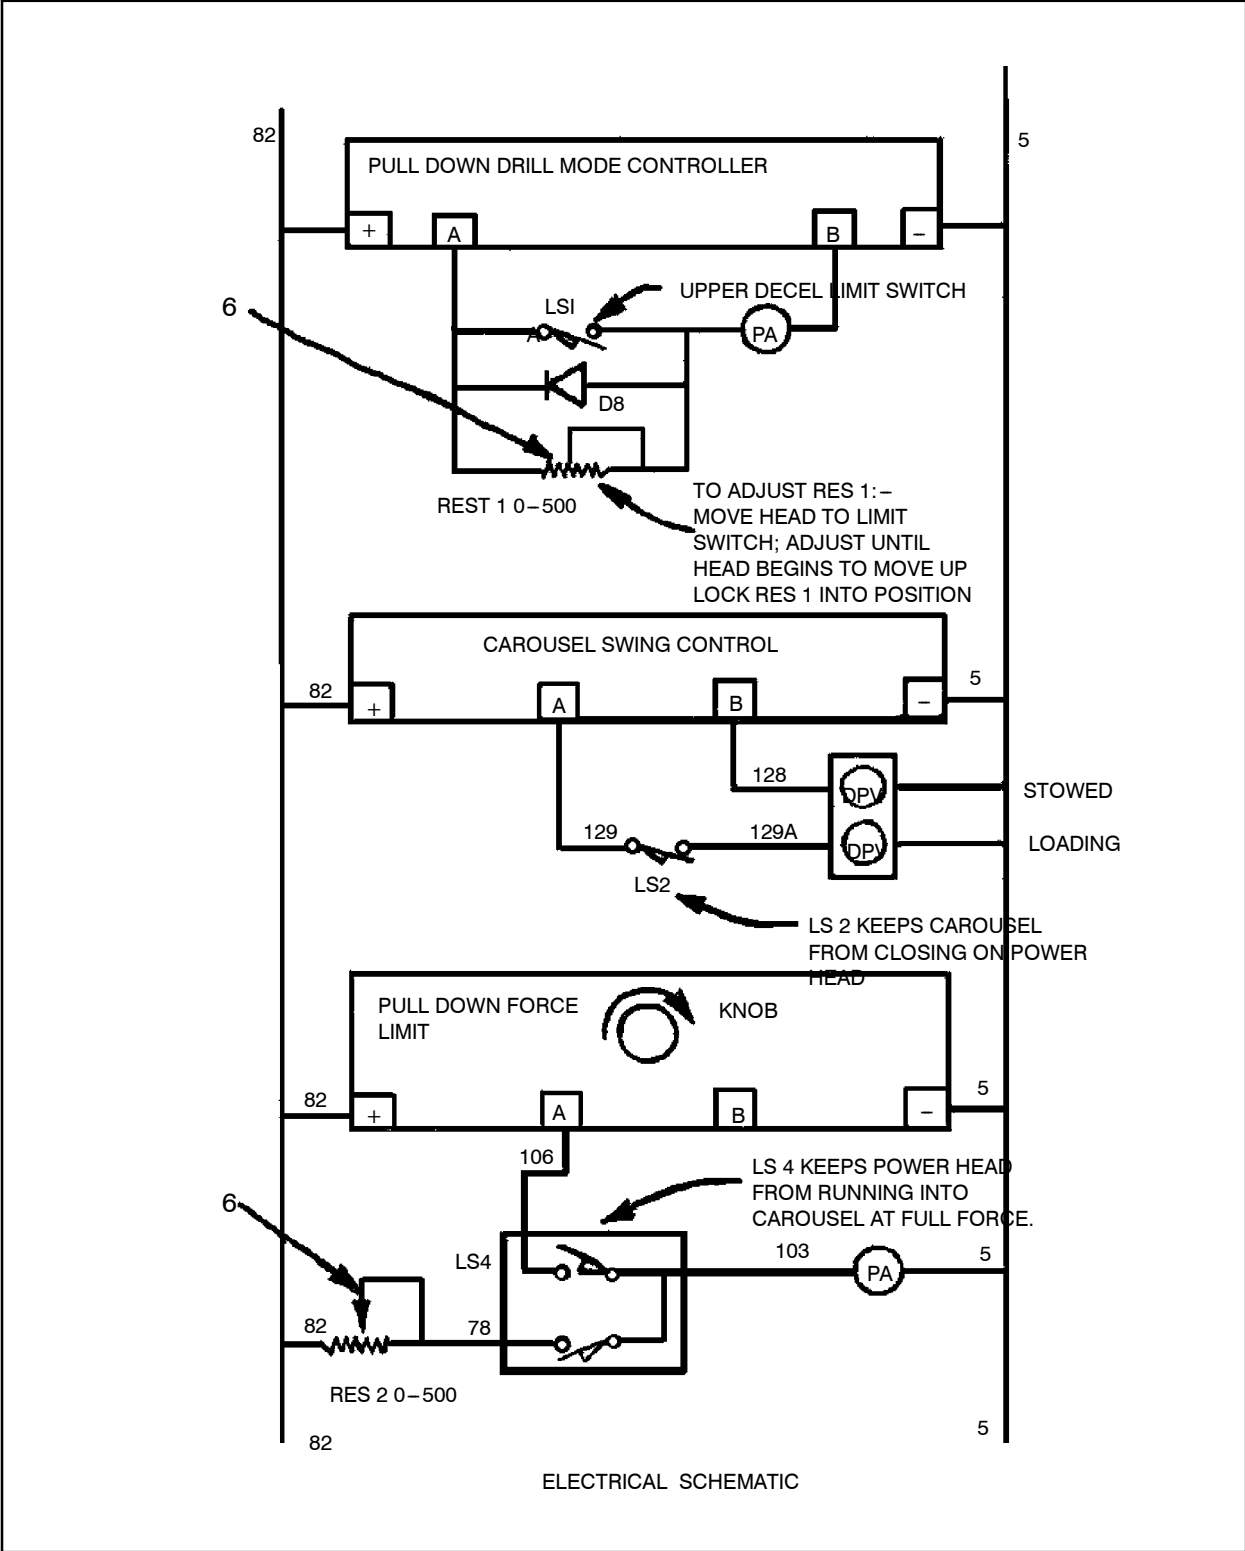 82
5
PULL DOWN DRILL MODE CONTROLLER
+ A B −
6
LSI
UPPER DECEL LIMIT SWITCH
A
PA
D8
REST 1 0–500
TO ADJUST RES 1:–
MOVE HEAD TO LIMIT
SWITCH; ADJUST UNTIL
HEAD BEGINS TO MOVE UP
LOCK RES 1 INTO POSITION
CAROUSEL SWING CONTROL
82
5
+ A B −
128
DPV
STOWED
129
129A
DPV
LOADING
LS2
LS 2 KEEPS CAROUSEL
FROM CLOSING ON POWER
HEAD
PULL DOWN FORCE
LIMIT
KNOB
82
5
+ A B −
106
LS 4 KEEPS POWER HEAD
FROM RUNNING INTO
CAROUSEL AT FULL FORCE.
6
LS4
103
PA
5
82
78
RES 2 0–500
82
5
ELECTRICAL SCHEMATIC